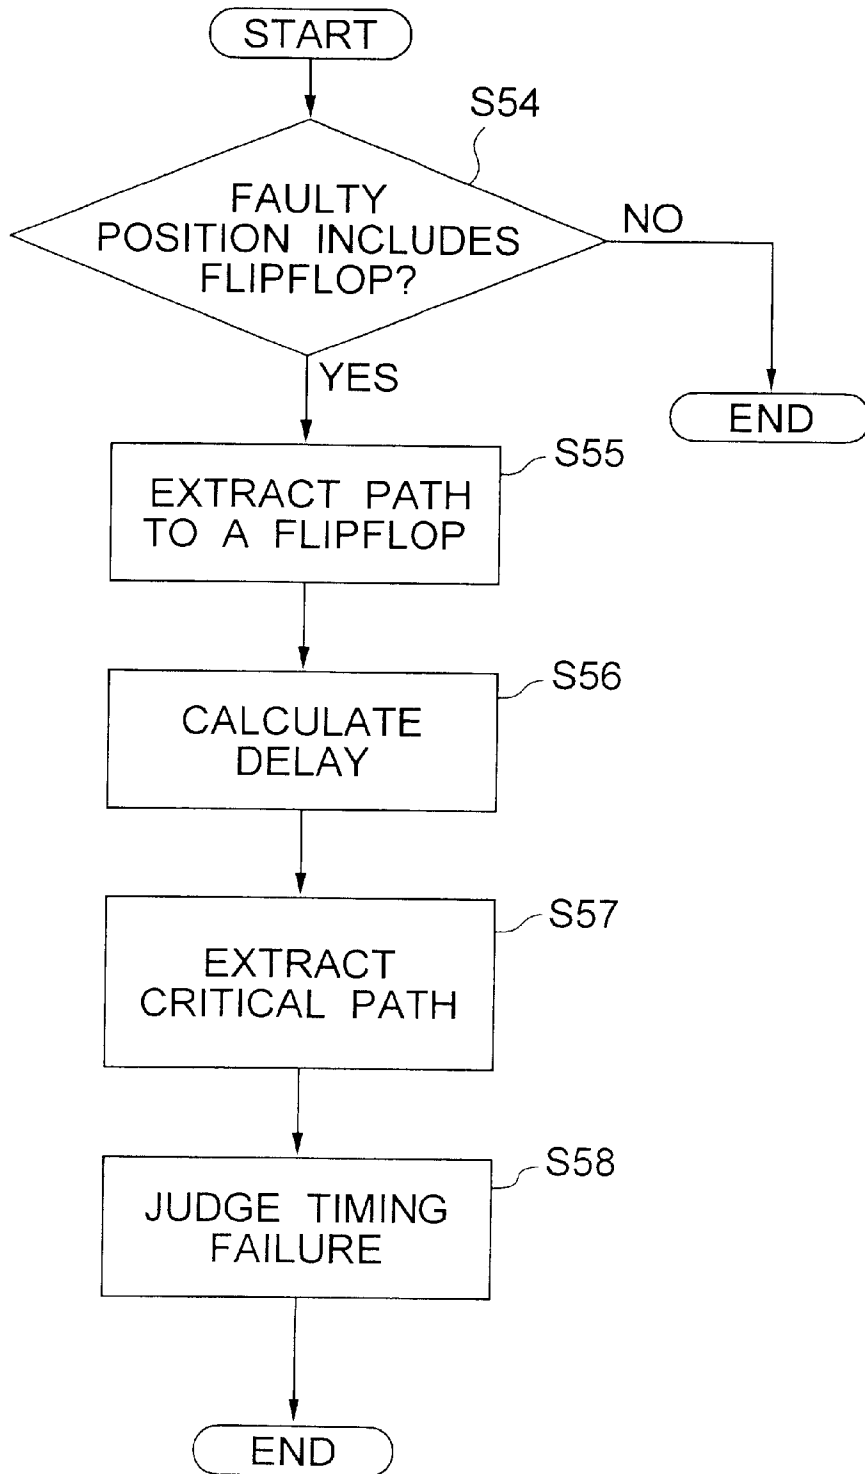 START
S54
FAULTY
POSITION INCLUDES
FLIPFLOP?
NO
YES
END
S55
EXTRACT PATH
TO A FLIPFLOP
S56
CALCULATE
DELAY
S57
EXTRACT
CRITICAL PATH
S58
JUDGE TIMING
FAILURE
END